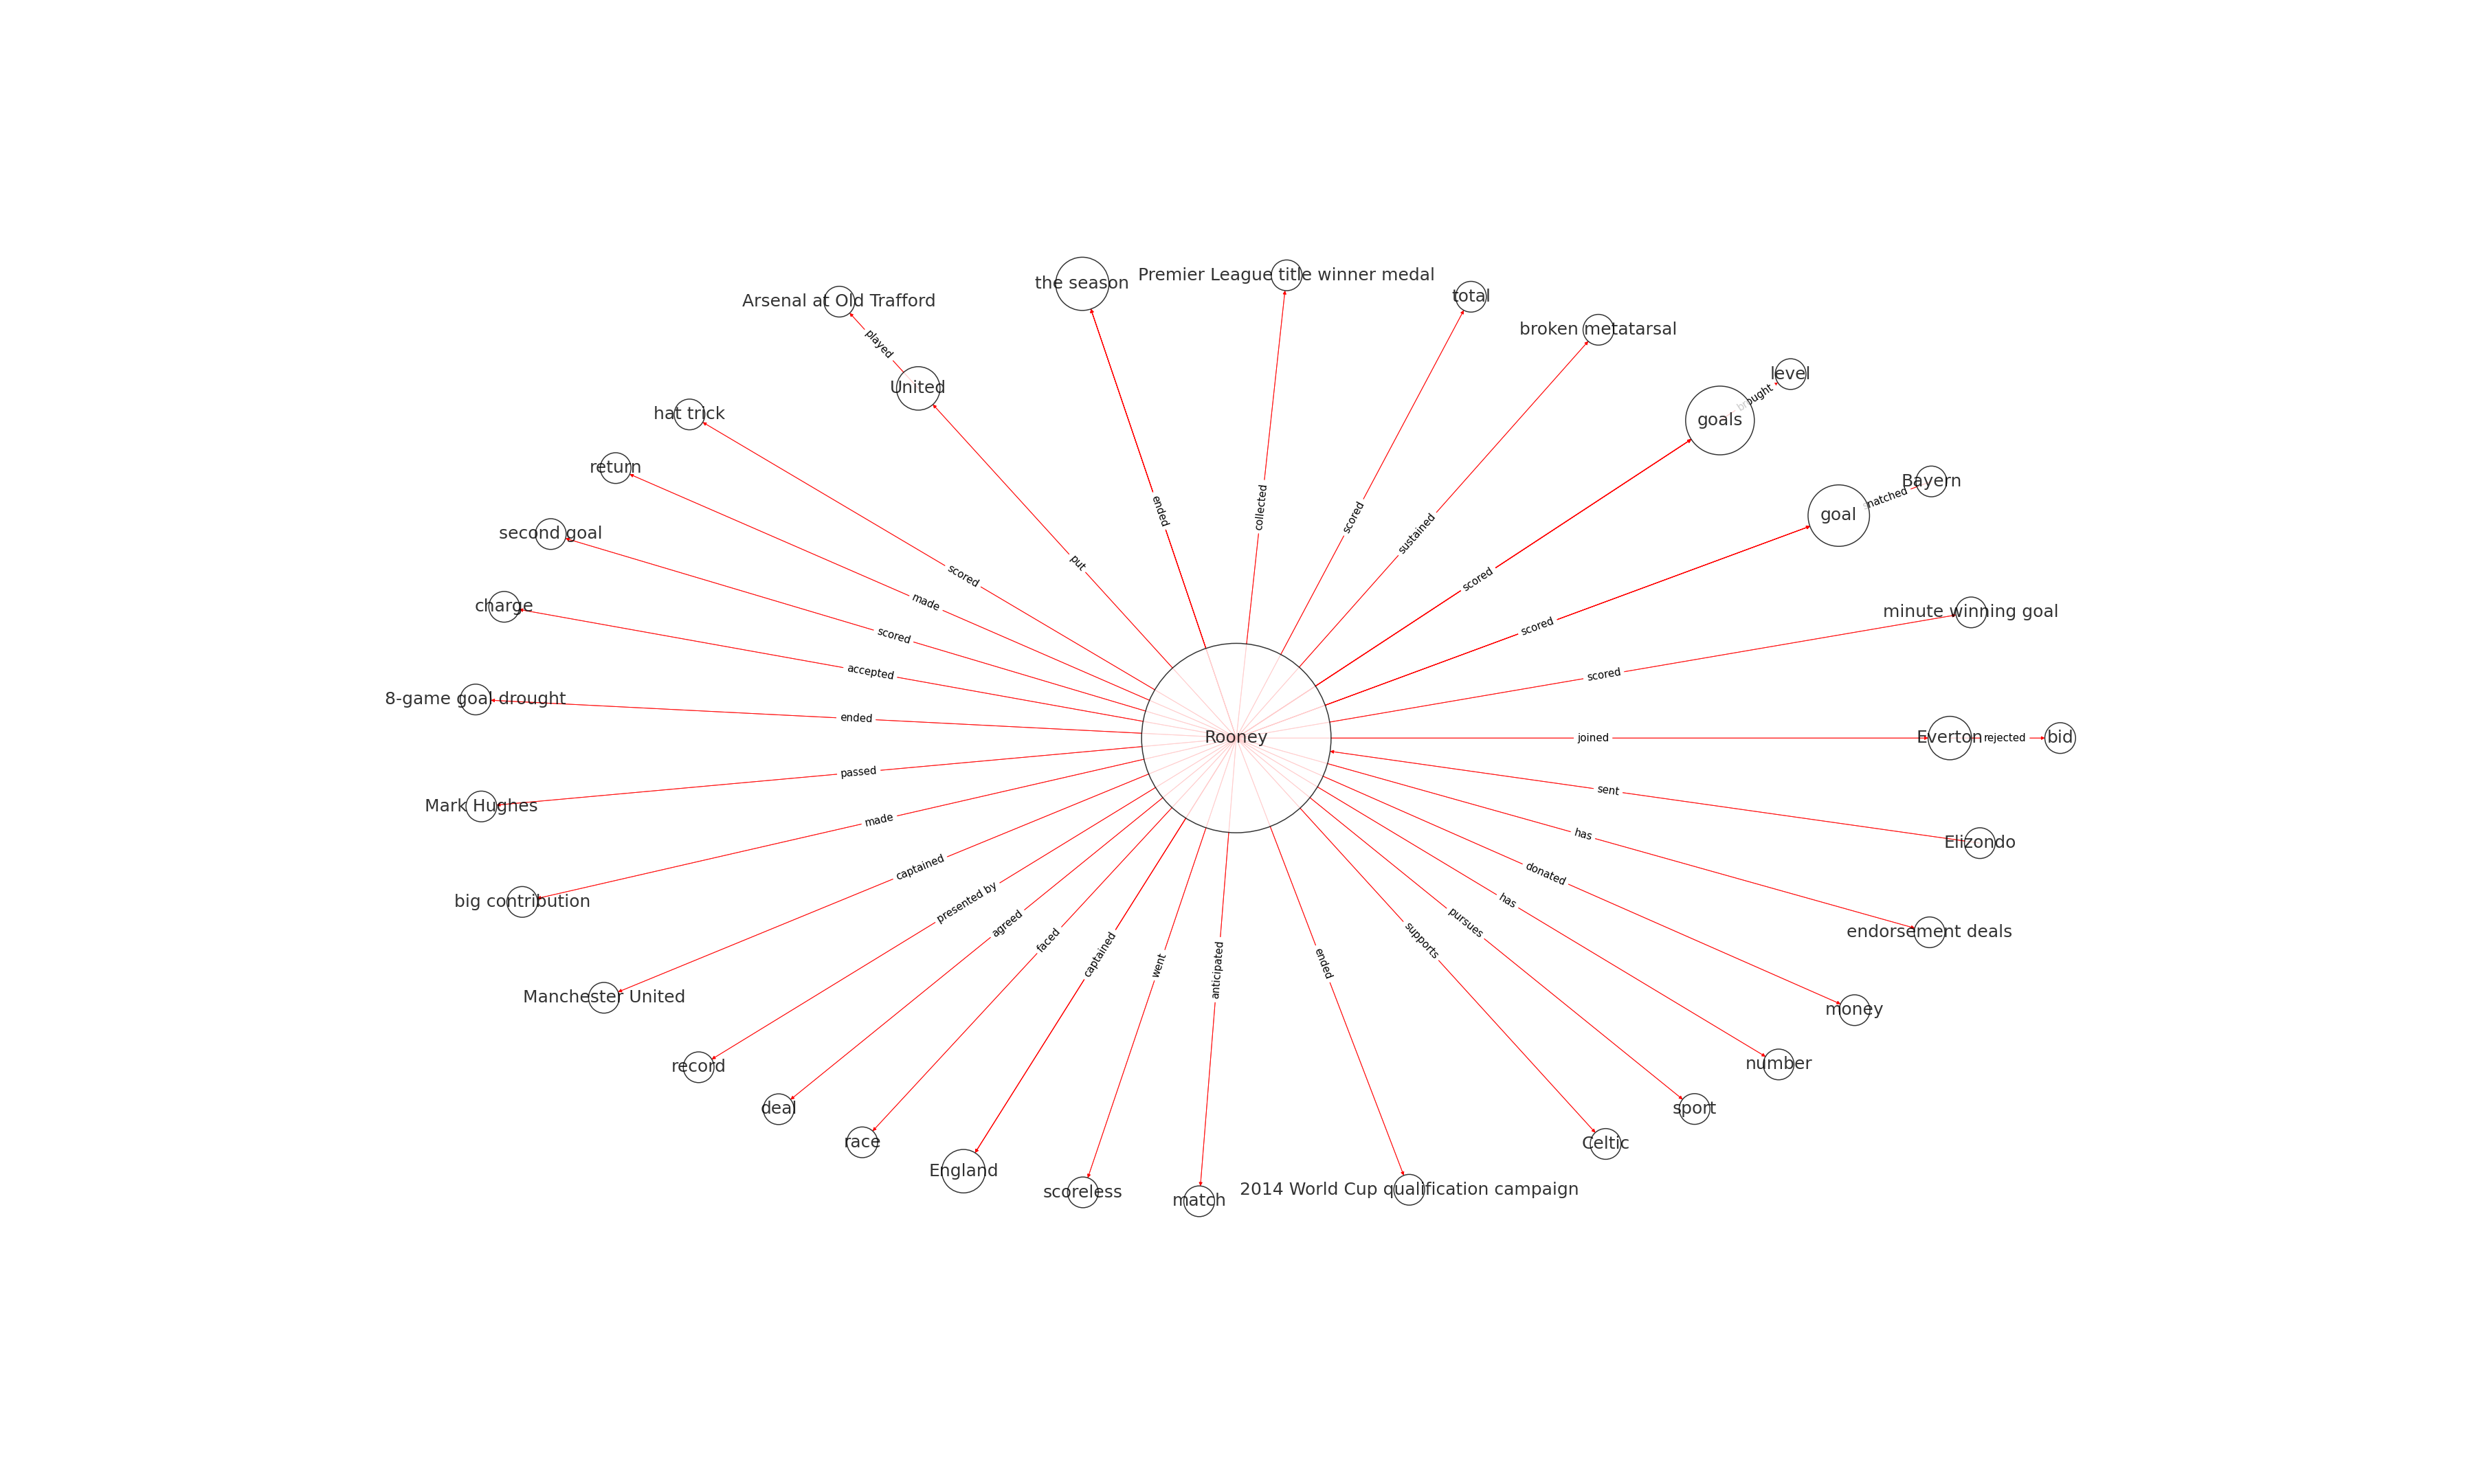 Premier League title winner medal
the season
total
Arsenal at Old Trafford
broken metatarsal
played
level
United
brought
hat trick
goals
return
Bayern
ended
collected
natched
scored
goal
second goal
sustained
put
scored
scored
made
charge
minute winning goal
scored
scored
accepted
scored
8-game goal drought
ended
Rooney
joined
Everton
rejected
bid
passed
sent
Mark Hughes
made
has
Elizondo
captained
donated
big contribution
presented by
has
agreed
pursues
endorsement deals
faced
supports
captained
went
anticipated
ended
Manchester United
money
record
number
deal
sport
race
Celtic
England
scoreless
match
2014 World Cup qualification campaign